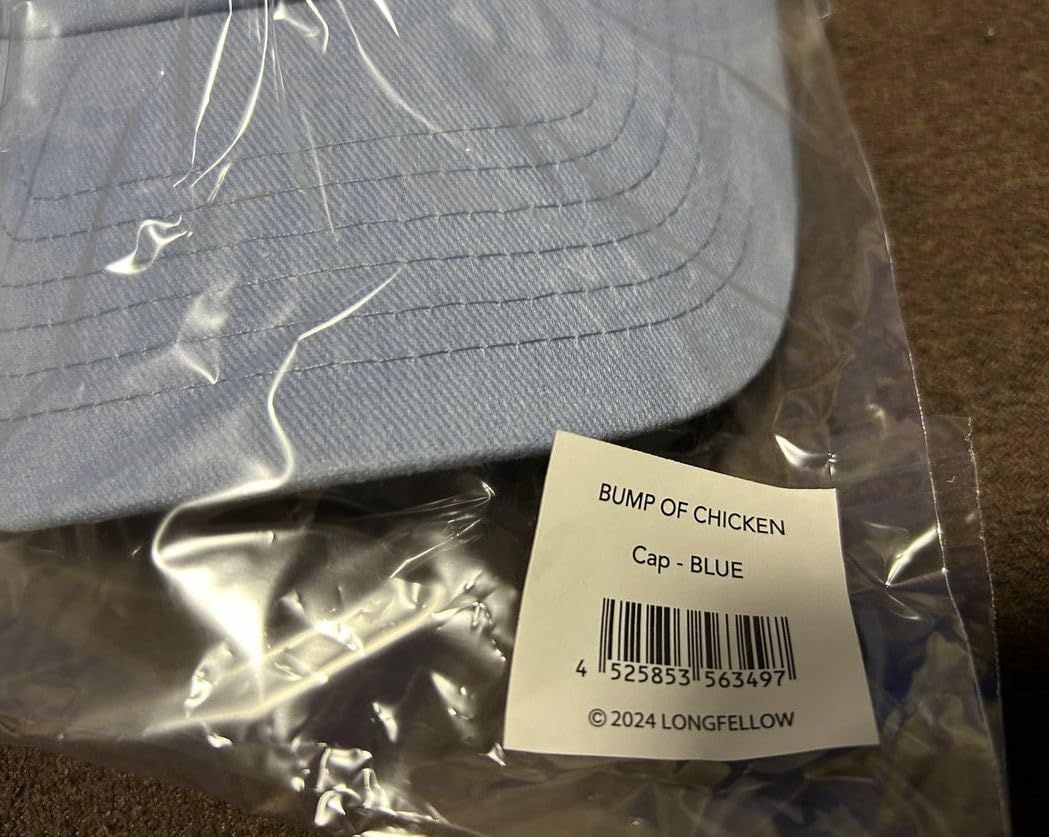 BUMP OF CHICKEN
Cap - BLUE
4 525853 563497
© 2024 LONGFELLOW